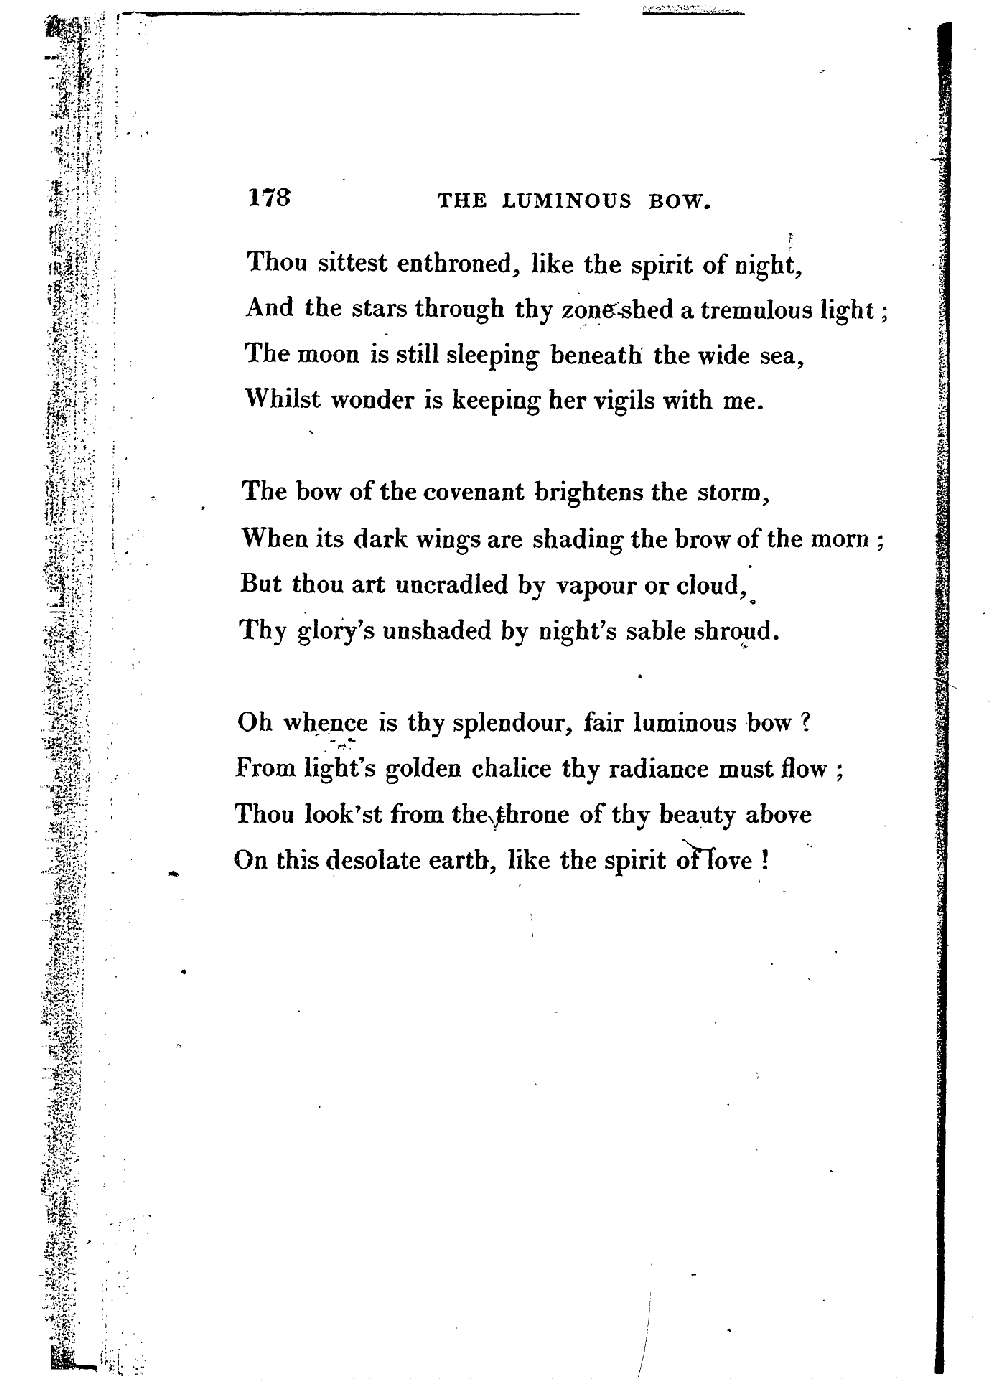 178 THE LUMINOUS BOW.
Thou sittest enthroned, like the spirit of night,
And the stars through thy zone shed a tremulous light ;
The moon is still sleeping beneath the wide sea,
Whilst wonder is keeping her vigils with me.
The bow of the covenant brightens the storm,
When its dark wings are shading the brow of the morn ;
But thou art uncradled by vapour or cloud,
Thy glory's unshaded by night's sable shroud.
Oh whence is thy splendour, fair luminous bow ?
From light's golden chalice thy radiance must flow ;
Thou look'st from the throne of thy beauty above
On this desolate earth, like the spirit of love !